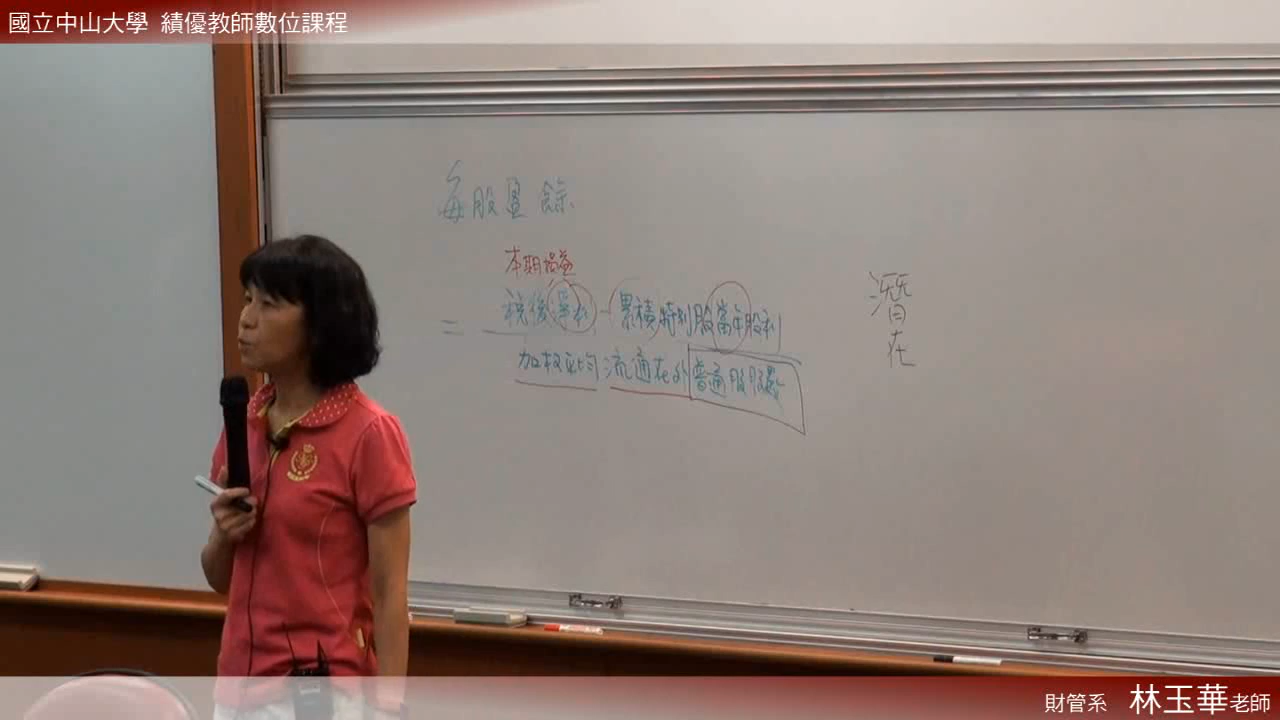 國立中山大學 績優教師數位課程
每股盈餘
本期損益
= 稅後淨利 - 累積特別股當年股利
加权平均流通在外普通股股數
潛在
財管系 林玉華老師